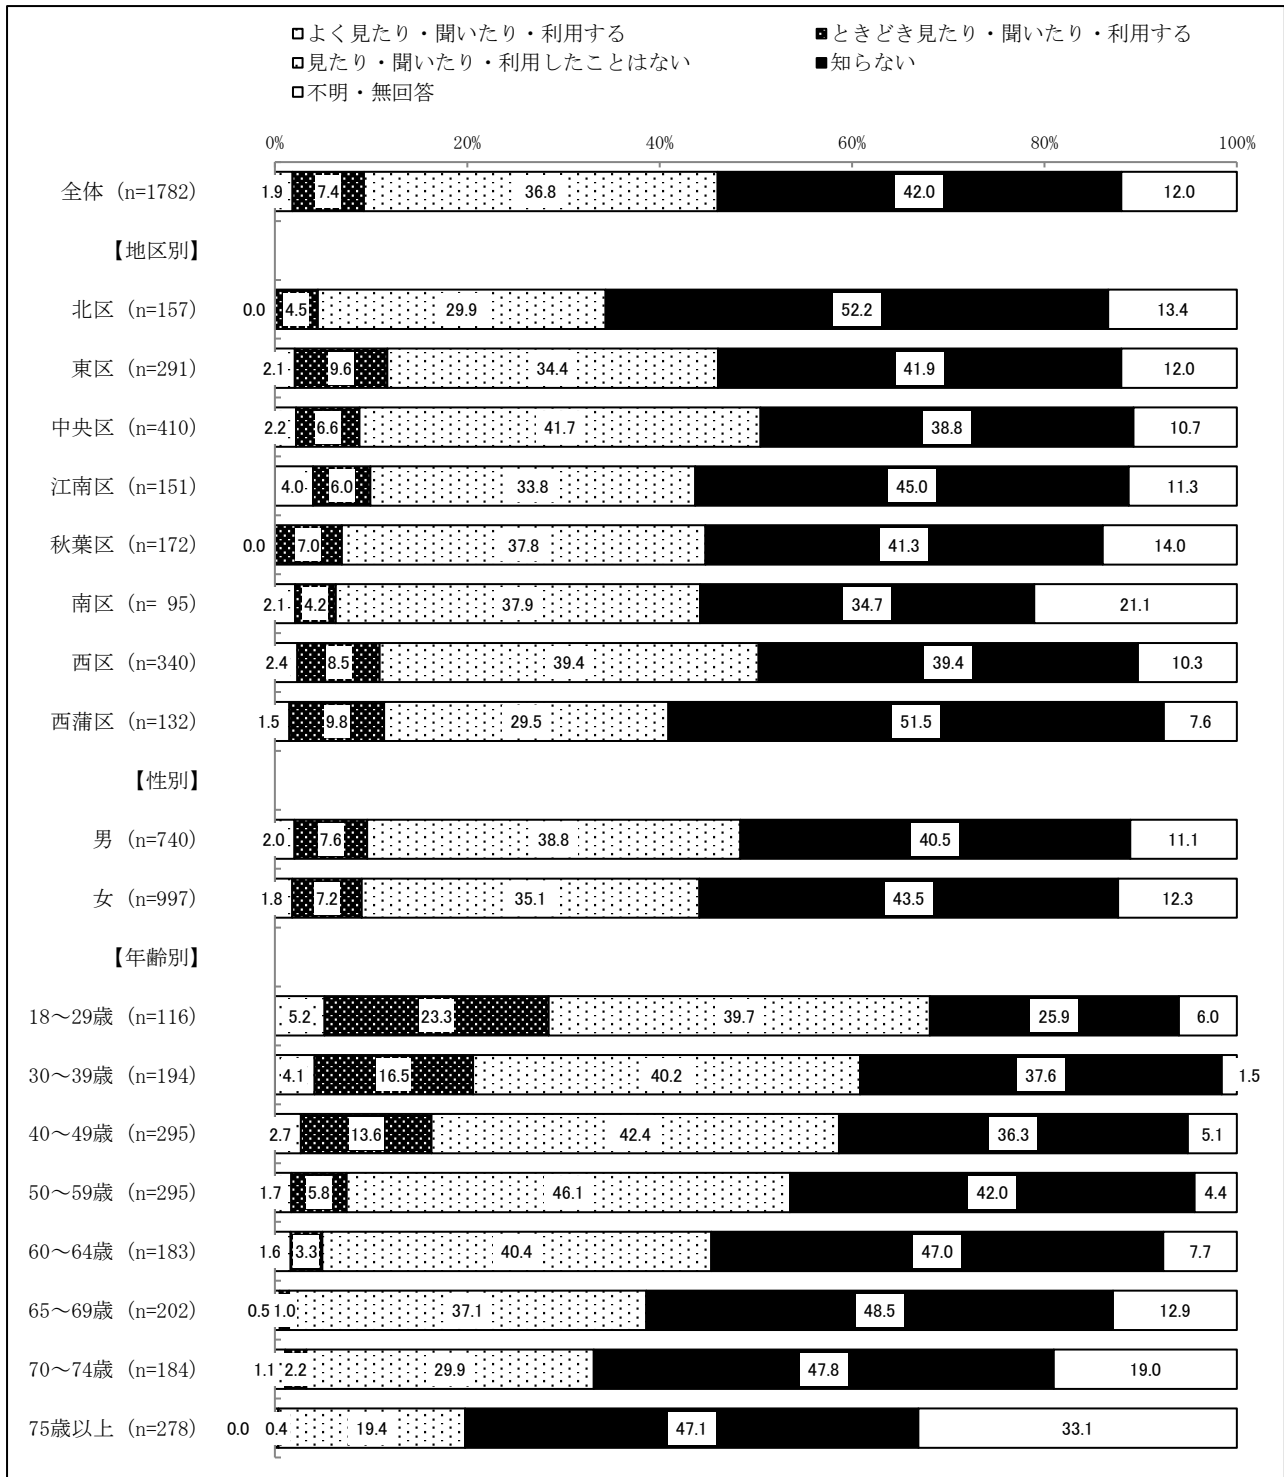 よく見たり・聞いたり・利用する ときどき見たり・聞いたり・利用する
見たり・聞いたり・利用したことはない 知らない
不明・無回答
0% 20% 40% 60% 80% 100%
全体 (n=1782) 1.9 7.4 36.8 42.0 12.0
【地区別】
北区 (n=157) 0.0 4.5 29.9 52.2 13.4
東区 (n=291) 2.1 9.6 34.4 41.9 12.0
中央区 (n=410) 2.2 6.6 41.7 38.8 10.7
江南区 (n=151) 4.0 6.0 33.8 45.0 11.3
秋葉区 (n=172) 0.0 7.0 37.8 41.3 14.0
南区 (n= 95) 2.1 4.2 37.9 34.7 21.1
西区 (n=340) 2.4 8.5 39.4 39.4 10.3
西蒲区 (n=132) 1.5 9.8 29.5 51.5 7.6
【性別】
男 (n=740) 2.0 7.6 38.8 40.5 11.1
女 (n=997) 1.8 7.2 35.1 43.5 12.3
【年齢別】
18～29歳 (n=116) 5.2 23.3 39.7 25.9 6.0
30～39歳 (n=194) 4.1 16.5 40.2 37.6 1.5
40～49歳 (n=295) 2.7 13.6 42.4 36.3 5.1
50～59歳 (n=295) 1.7 5.8 46.1 42.0 4.4
60～64歳 (n=183) 1.6 3.3 40.4 47.0 7.7
65～69歳 (n=202) 0.5 1.0 37.1 48.5 12.9
70～74歳 (n=184) 1.1 2.2 29.9 47.8 19.0
75歳以上 (n=278) 0.0 0.4 19.4 47.1 33.1